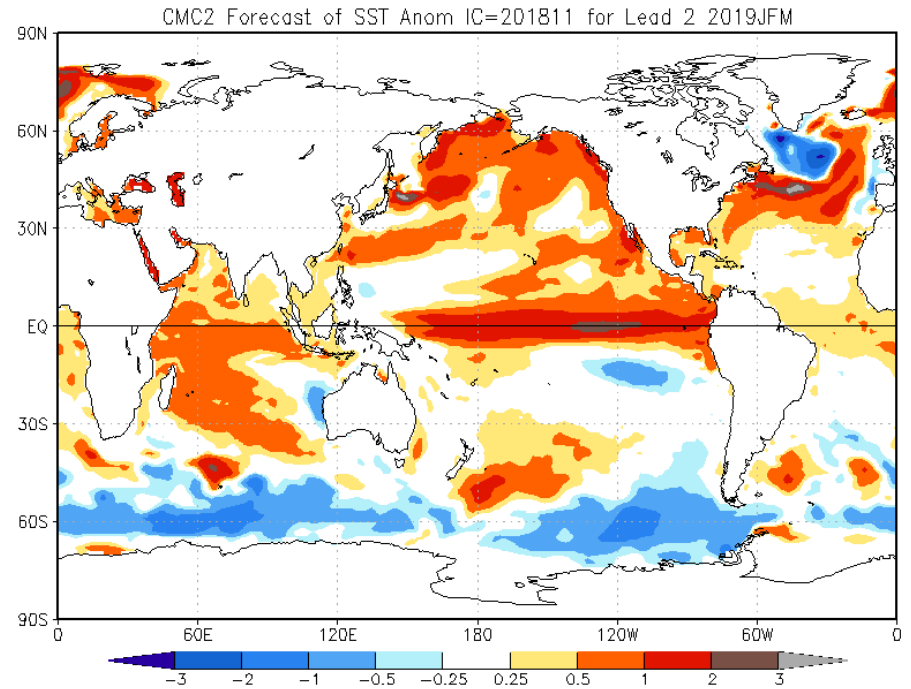 CMC2 Forecast of SST Anom IC=201811 for Lead 2 2019JFM
90N
60N
30N
EQ
30S
60S
90S
0 60E 120E 180 120W 60W 0
-3 -2 -1 -0.5 -0.25 0.25 0.5 1 2 3